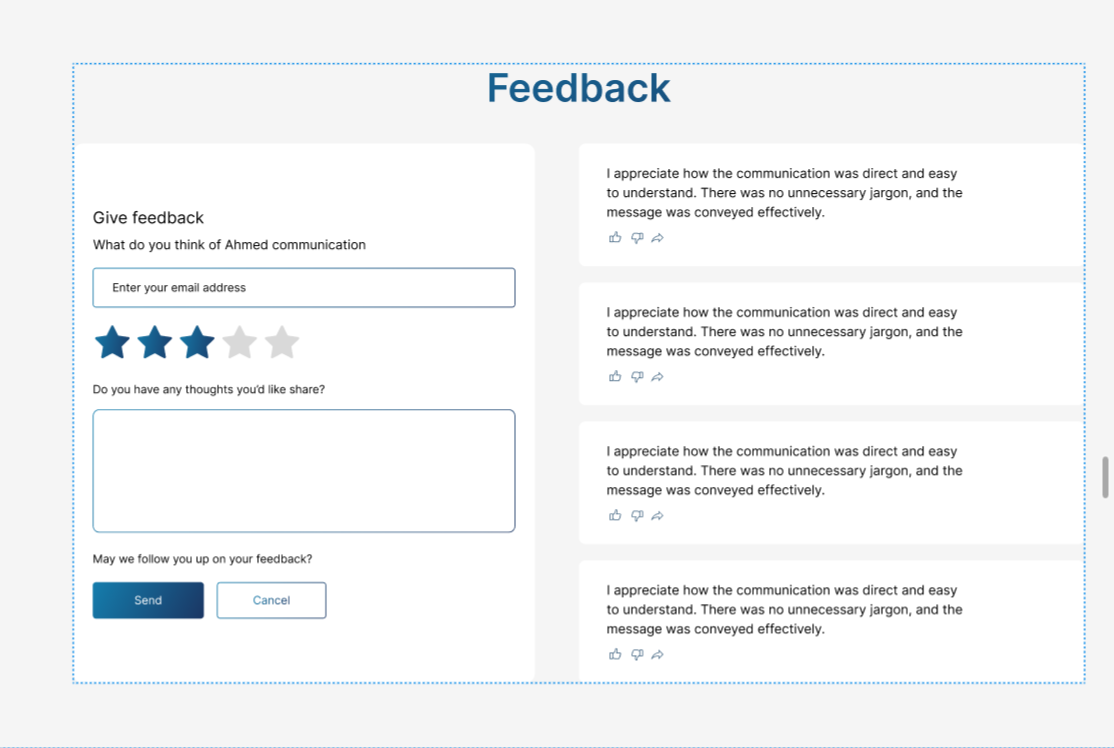 Feedback
Give feedback
What do you think of Ahmed communication
Enter your email address
Do you have any thoughts you'd like share?
May we follow you up on your feedback?
Send
Cancel
I appreciate how the communication was direct and easy
to understand. There was no unnecessary jargon, and the
message was conveyed effectively.
I appreciate how the communication was direct and easy
to understand. There was no unnecessary jargon, and the
message was conveyed effectively.
I appreciate how the communication was direct and easy
to understand. There was no unnecessary jargon, and the
message was conveyed effectively.
I appreciate how the communication was direct and easy
to understand. There was no unnecessary jargon, and the
message was conveyed effectively.